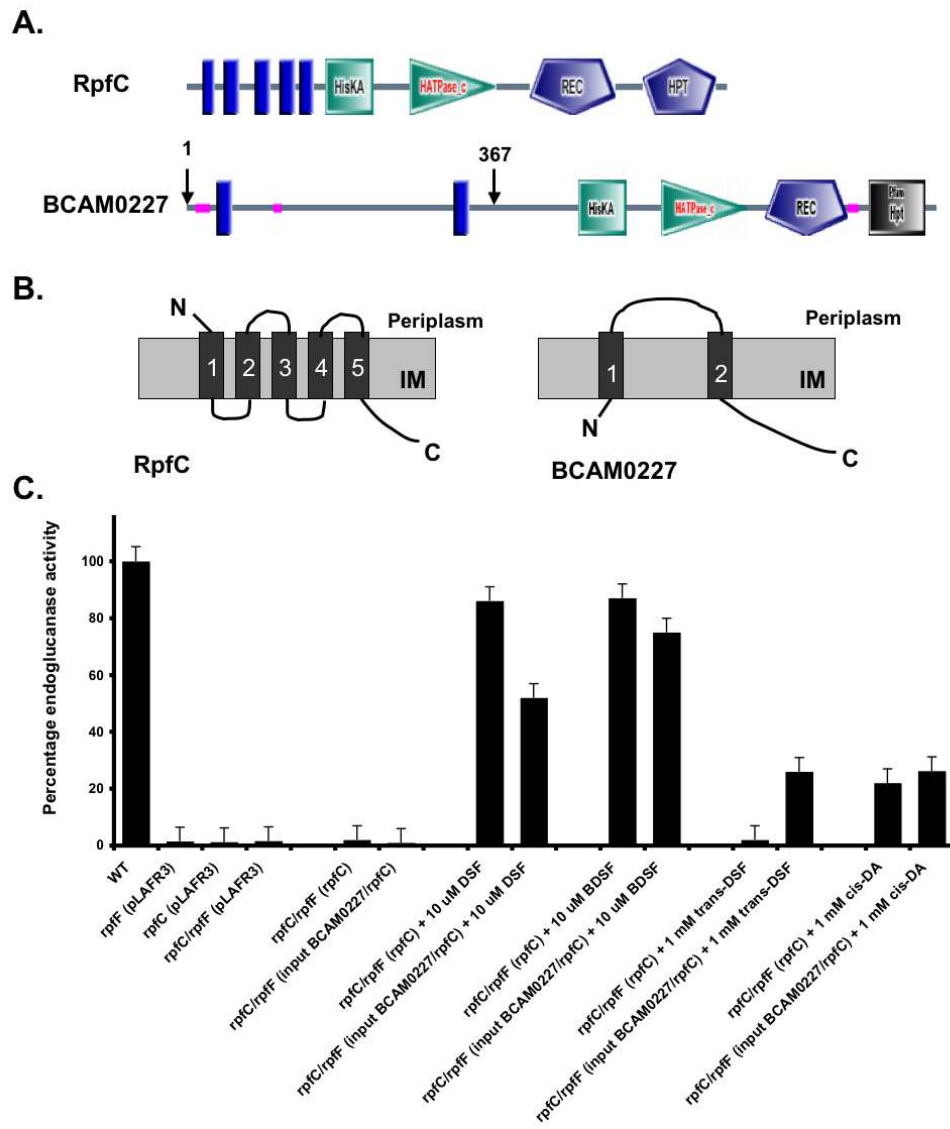 A.
RpfC
HisKA
HATPase_c
REC
HPT
1
367
BCAM0227
HisKA
HATPase_c
REC
Pfam
Hpt
B.
N
Periplasm
1 2 3 4 5
IM
C
RpfC
Periplasm
1 2
IM
N
C
BCAM0227
C.
Percentage endoglucanase activity
100
80
60
40
20
0
WT
rpfF (pLAFR3)
rpfC (pLAFR3)
rpfC/rpfF (pLAFR3)
rpfC/rpfF (rpfC)
rpfC/rpfF (input BCAM0227/rpfC)
rpfC/rpfF (rpfC) + 10 uM DSF
rpfC/rpfF (input BCAM0227/rpfC) + 10 uM DSF
rpfC/rpfF (rpfC) + 10 uM BDSF
rpfC/rpfF (input BCAM0227/rpfC) + 10 uM BDSF
rpfC/rpfF (rpfC) + 1 mM trans-DSF
rpfC/rpfF (input BCAM0227/rpfC) + 1 mM trans-DSF
rpfC/rpfF (rpfC) + 1 mM cis-DA
rpfC/rpfF (input BCAM0227/rpfC) + 1 mM cis-DA